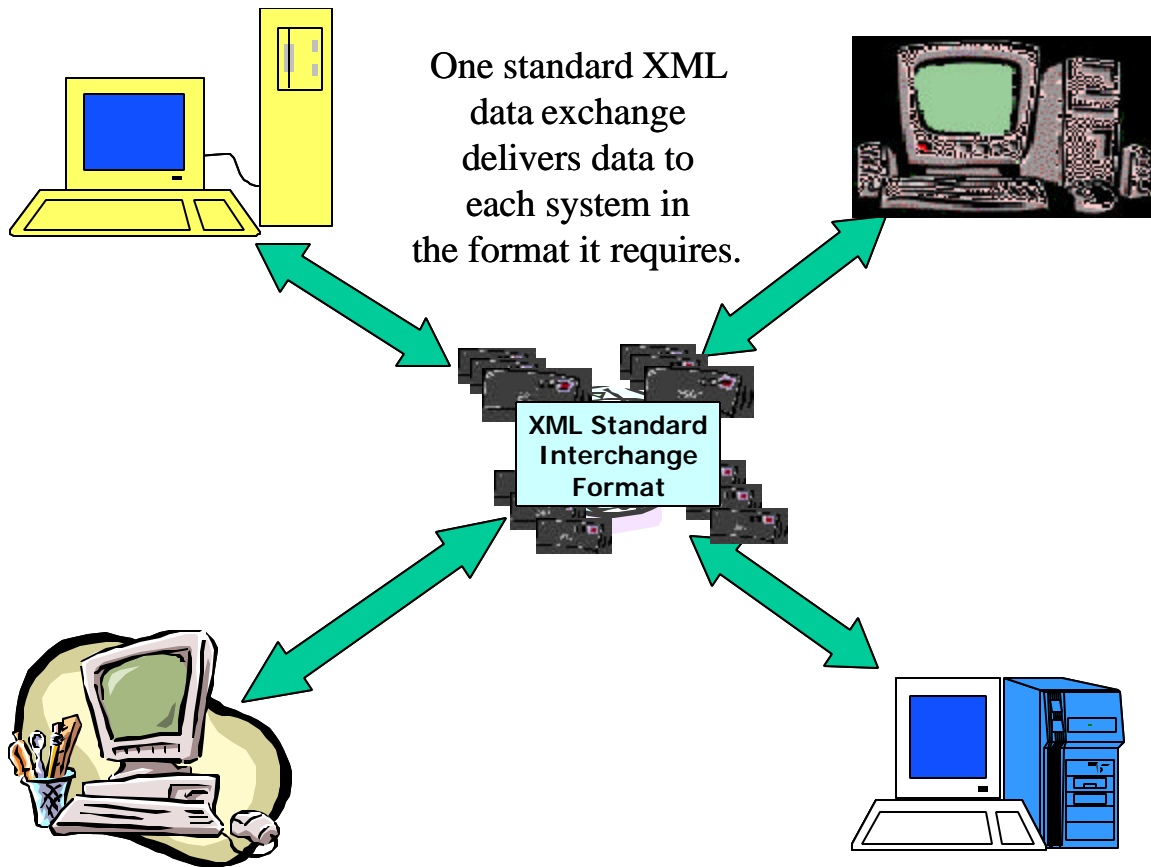 One standard XML
data exchange
delivers data to
each system in
the format it requires.
XML Standard
Interchange
Format